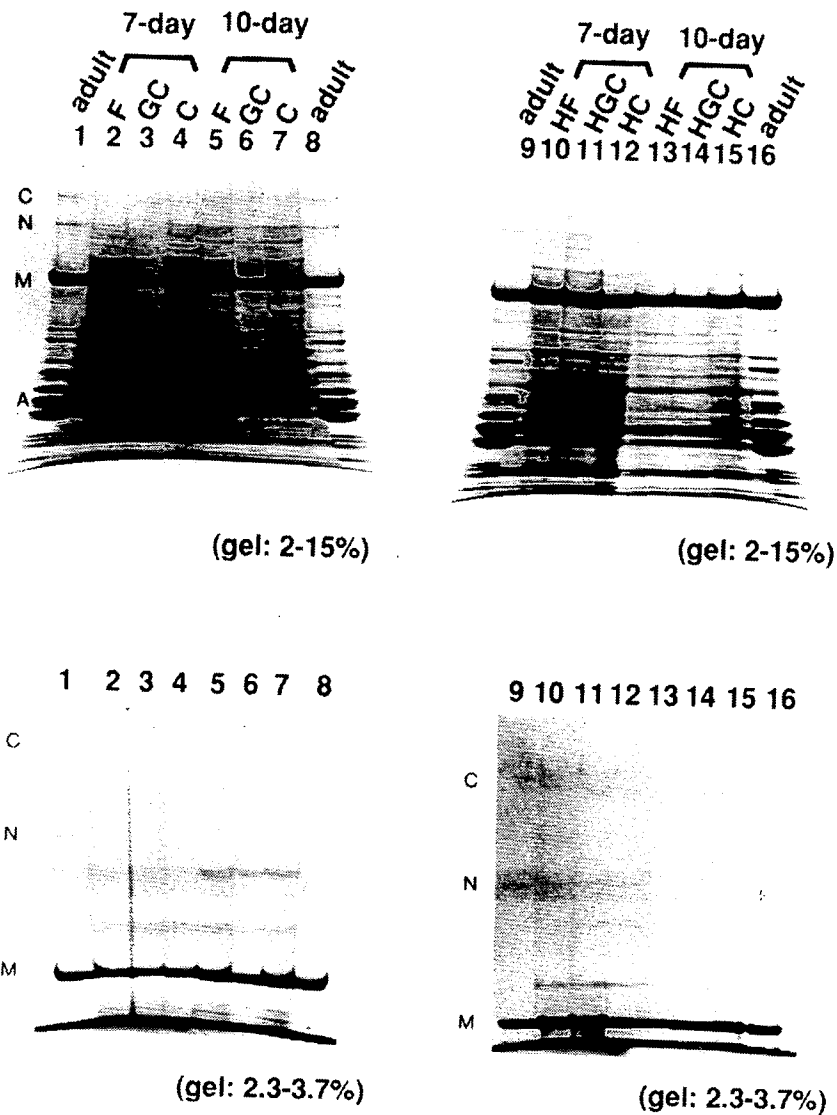 7-day 10-day
adult F GC C F GC C adult
1 2 3 4 5 6 7 8
C
N
M
A
(gel: 2-15%)
7-day 10-day
adult HF HGC HC HF HGC HC adult
9 10 11 12 13 14 15 16
(gel: 2-15%)
1 2 3 4 5 6 7 8
C
N
M
(gel: 2.3-3.7%)
9 10 11 12 13 14 15 16
C
N
M
(gel: 2.3-3.7%)